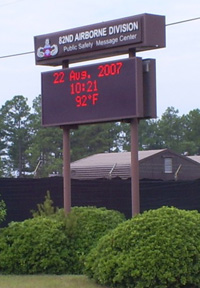 82ND AIRBORNE DIVISION
Public Safety Message Center
22 Aug, 2007
10:21
92°F